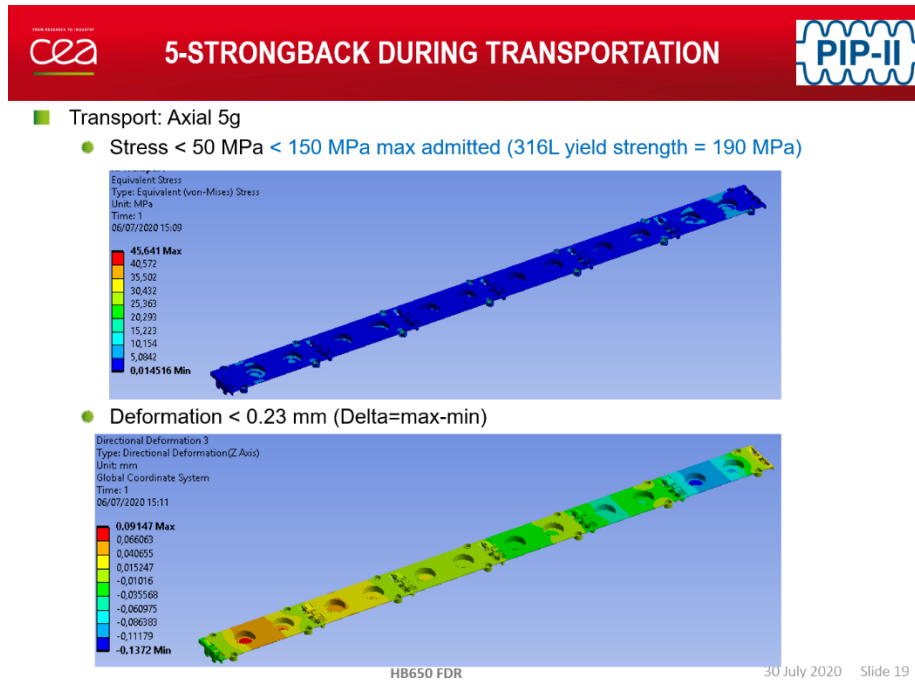 FROM RESEARCH TO INDUSTRY
cea
5-STRONGBACK DURING TRANSPORTATION
PIP-II
Transport: Axial 5g
Stress < 50 MPa < 150 MPa max admitted (316L yield strength = 190 MPa)
Equivalent Stress
Type: Equivalent (von-Mises) Stress
Unit: MPa
Time: 1
06/07/2020 15:09
45,641 Max
40,572
35,502
30,432
25,363
20,293
15,223
10,154
5,0842
0,014516 Min
Deformation < 0.23 mm (Delta=max-min)
Directional Deformation 3
Type: Directional Deformation(Z Axis)
Unit: mm
Global Coordinate System
Time: 1
06/07/2020 15:11
0,09147 Max
0,066063
0,040655
0,015247
-0,01016
-0,035568
-0,060975
-0,086383
-0,11179
-0,1372 Min
HB650 FDR
30 July 2020
Slide 19